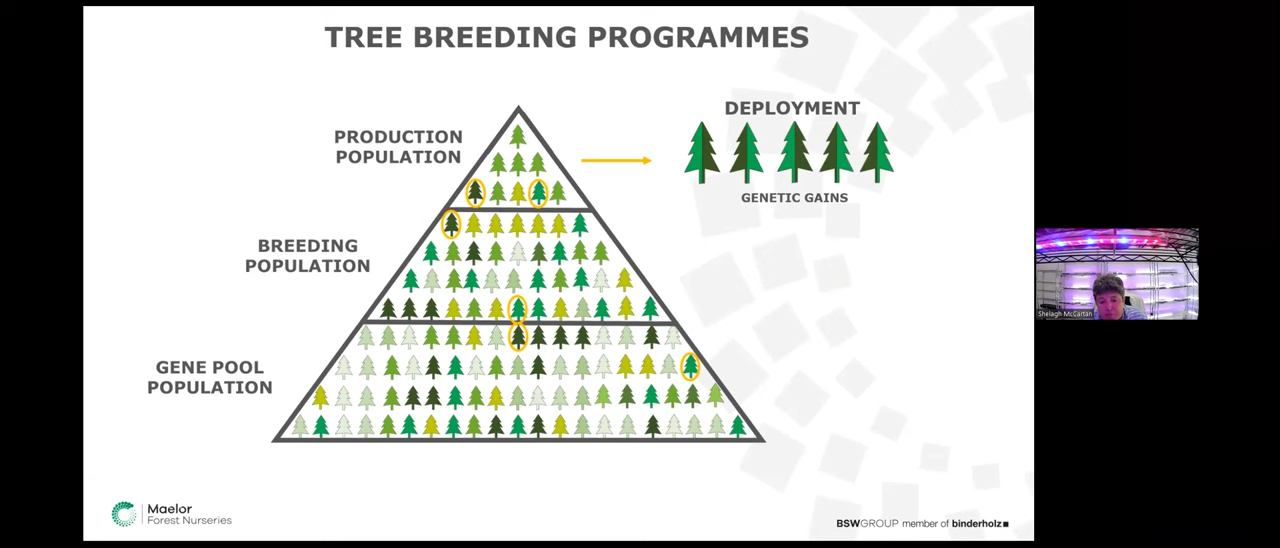 TREE BREEDING PROGRAMMES
PRODUCTION
POPULATION
DEPLOYMENT
GENETIC GAINS
BREEDING
POPULATION
GENE POOL
POPULATION
Shelagh McCartan
Maelor
Forest Nurseries
BSWGROUP member of binderholz